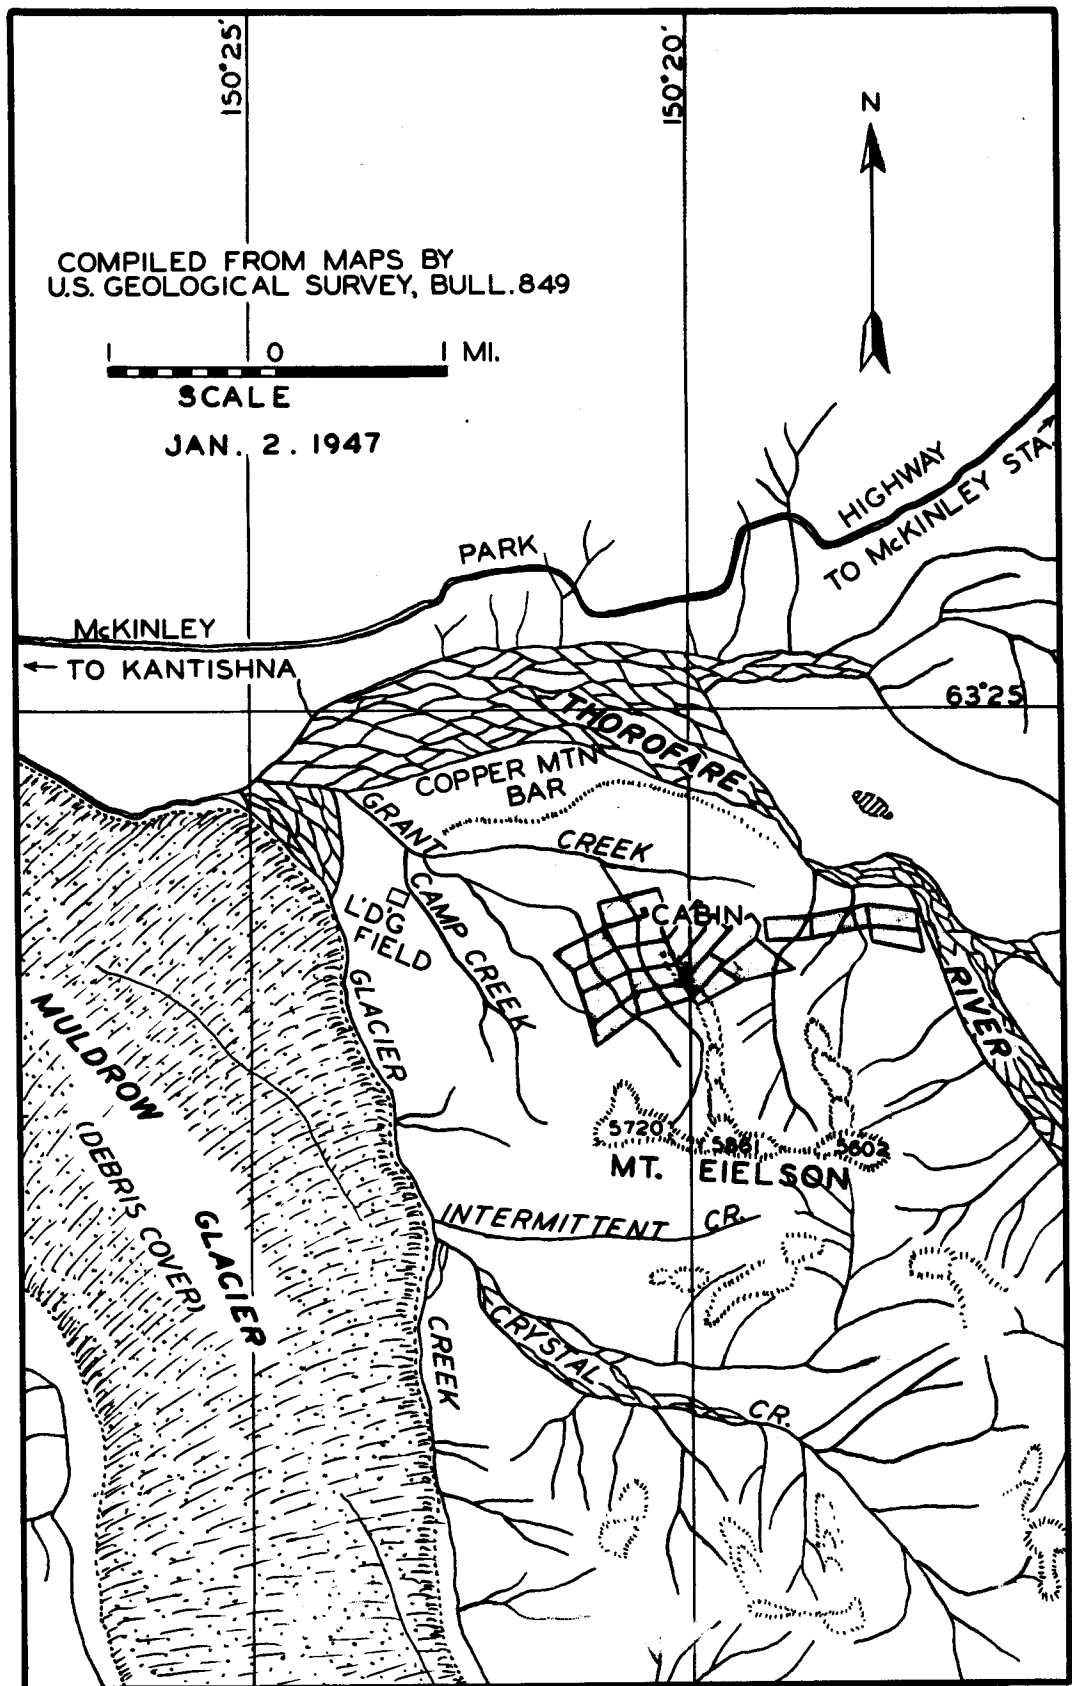 150°25'
150°20'
N
COMPILED FROM MAPS BY
U.S. GEOLOGICAL SURVEY, BULL. 849
1 0 1 MI.
SCALE
JAN. 2. 1947
McKINLEY
PARK
HIGHWAY
TO McKINLEY STA.
TO KANTISHNA
63°25
THOROFARE
RIVER
COPPER MTN
BAR
GRANT
CREEK
CAMP CREEK
L'D'G
FIELD
CABIN
GLACIER
CREEK
MULDROW
GLACIER
(DEBRIS COVER)
5720
5602
MT. EIELSON
INTERMITTENT CR.
CRYSTAL
CR.